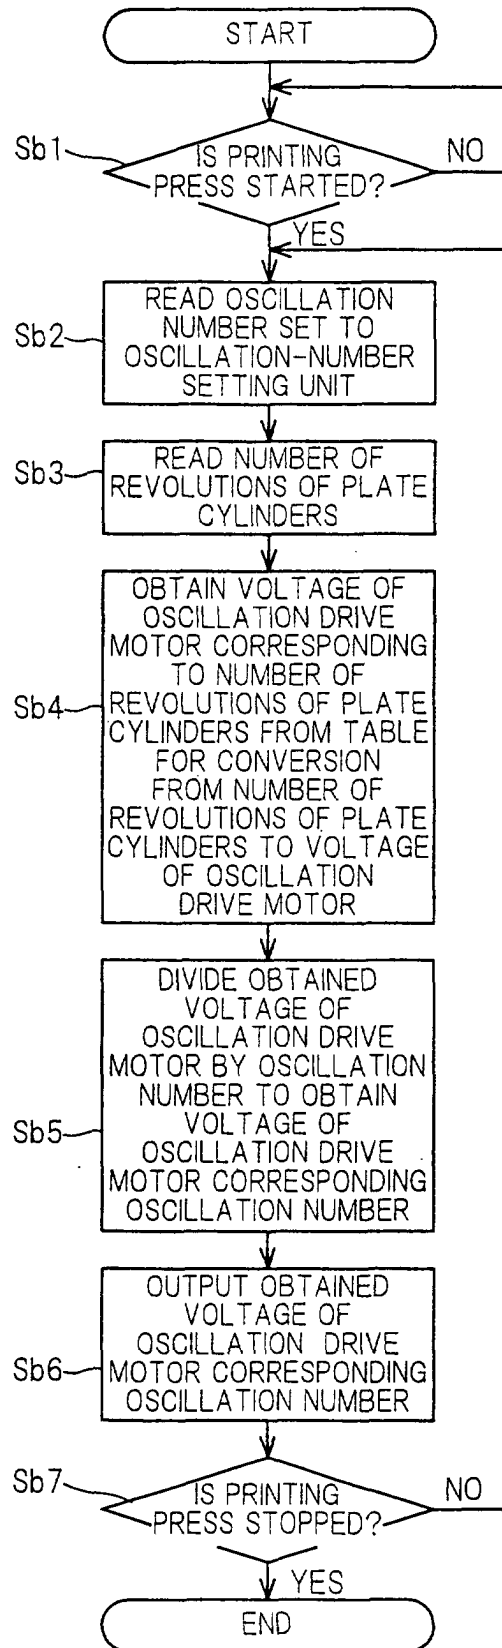 START
Sb1
IS PRINTING
PRESS STARTED?
NO
YES
Sb2
READ OSCILLATION
NUMBER SET TO
OSCILLATION-NUMBER
SETTING UNIT
Sb3
READ NUMBER OF
REVOLUTIONS OF PLATE
CYLINDERS
Sb4
OBTAIN VOLTAGE OF
OSCILLATION DRIVE
MOTOR CORRESPONDING
TO NUMBER OF
REVOLUTIONS OF PLATE
CYLINDERS FROM TABLE
FOR CONVERSION
FROM NUMBER OF
REVOLUTIONS OF PLATE
CYLINDERS TO VOLTAGE
OF OSCILLATION
DRIVE MOTOR
Sb5
DIVIDE OBTAINED
VOLTAGE OF
OSCILLATION DRIVE
MOTOR BY OSCILLATION
NUMBER TO OBTAIN
VOLTAGE OF
OSCILLATION DRIVE
MOTOR CORRESPONDING
OSCILLATION NUMBER
Sb6
OUTPUT OBTAINED
VOLTAGE OF
OSCILLATION DRIVE
MOTOR CORRESPONDING
OSCILLATION NUMBER
Sb7
IS PRINTING
PRESS STOPPED?
NO
YES
END